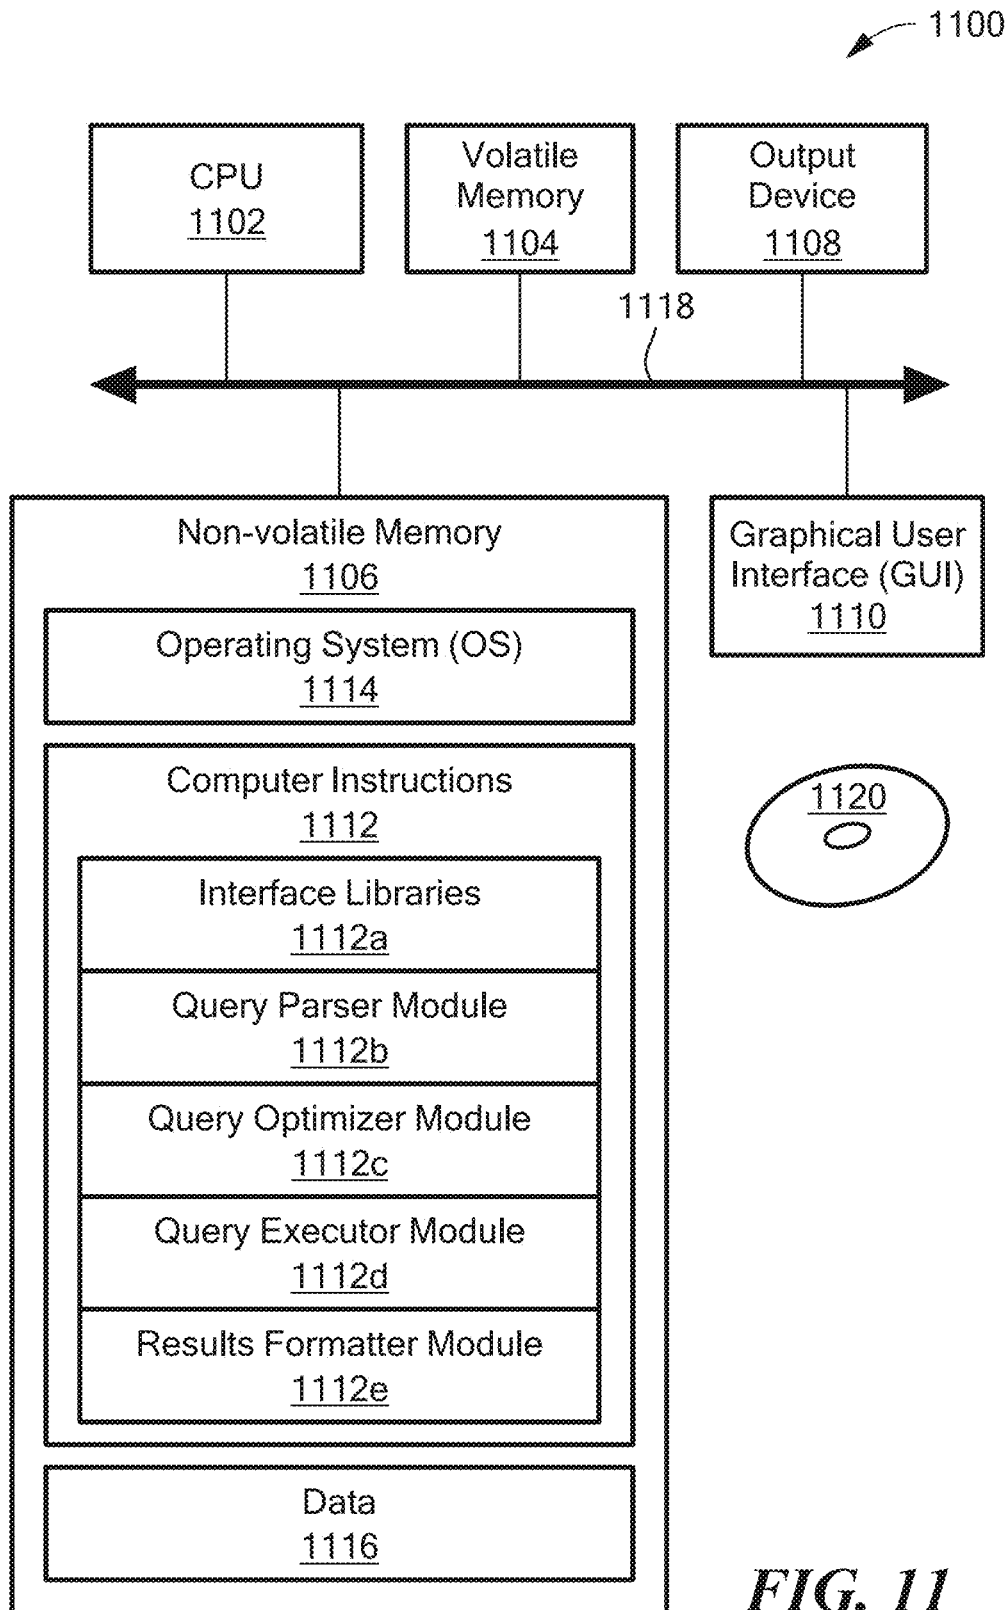 1100
CPU
1102
Volatile
Memory
1104
Output
Device
1108
1118
Non-volatile Memory
1106
Operating System (OS)
1114
Computer Instructions
1112
Interface Libraries
1112a
Query Parser Module
1112b
Query Optimizer Module
1112c
Query Executor Module
1112d
Results Formatter Module
1112e
Data
1116
Graphical User
Interface (GUI)
1110
1120
FIG. 11